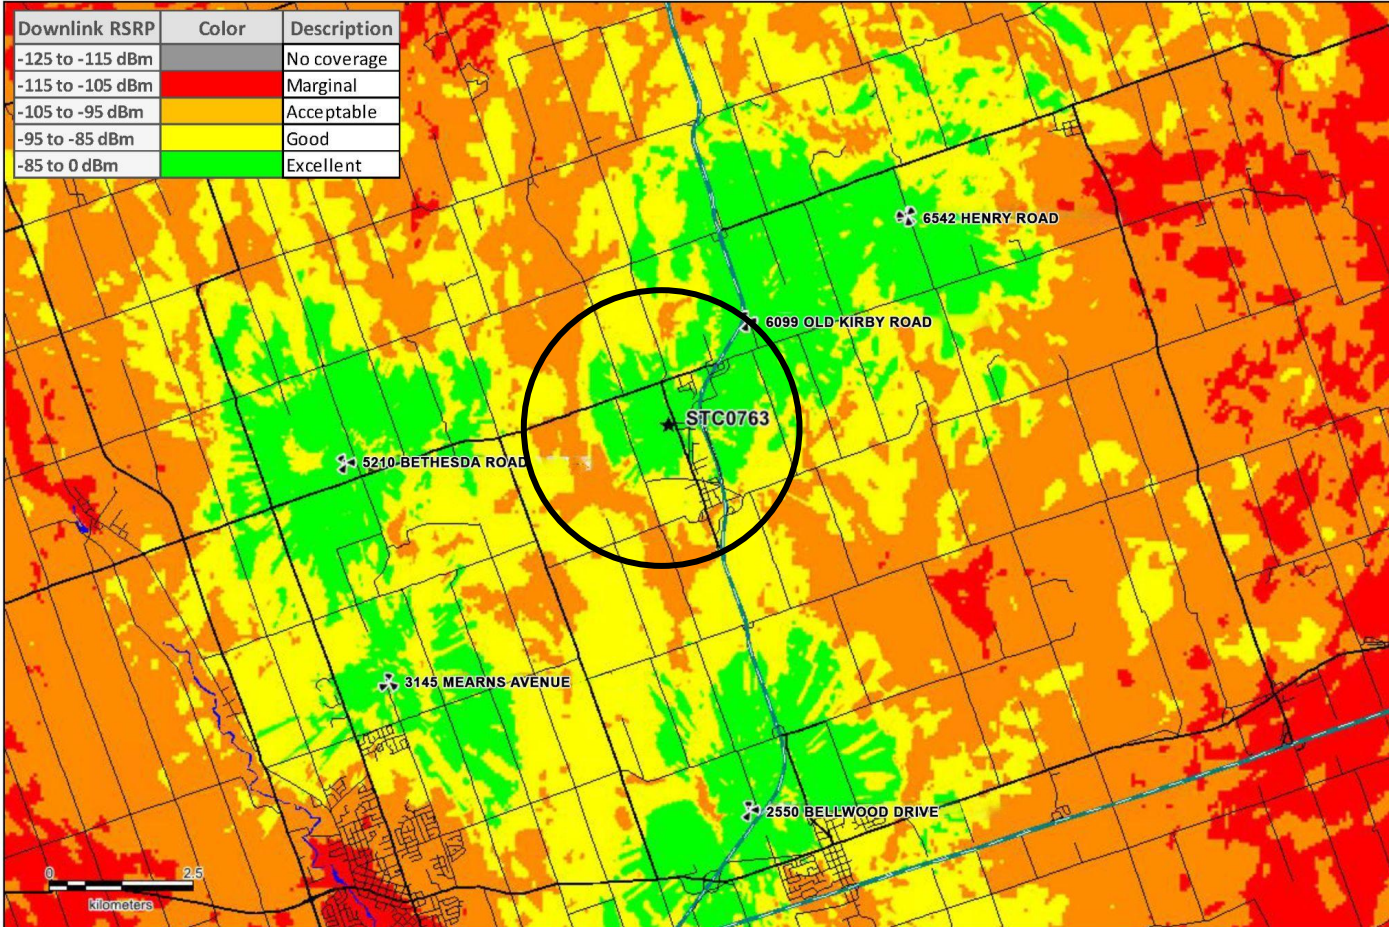 Downlink RSRP Color Description
-125 to -115 dBm No coverage
-115 to -105 dBm Marginal
-105 to -95 dBm Acceptable
-95 to -85 dBm Good
-85 to 0 dBm Excellent
6542 HENRY ROAD
6099 OLD KIRBY ROAD
STC0763
5210 BETHESDA ROAD
3145 MEARNS AVENUE
2550 BELLWOOD DRIVE
0 2.5
kilometers